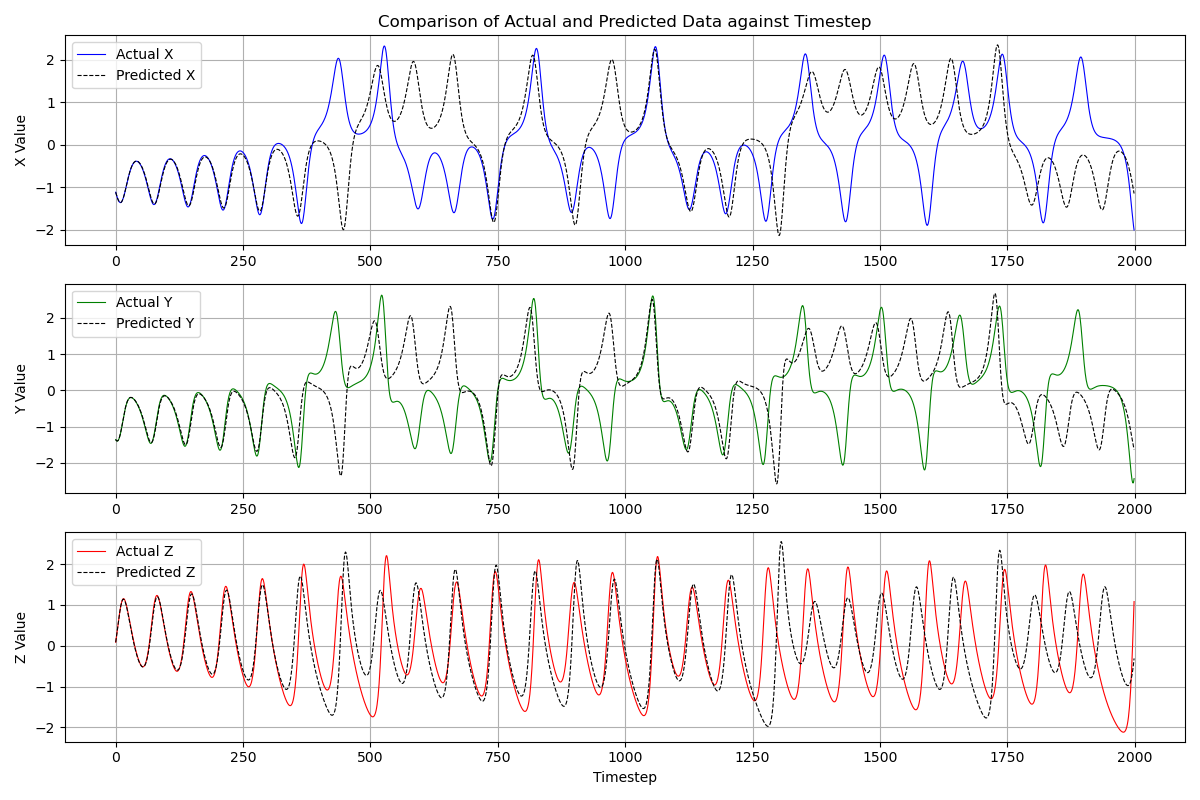 Comparison of Actual and Predicted Data against Timestep
X Value
2
1
0
−1
−2
Actual X
Predicted X
0 250 500 750 1000 1250 1500 1750 2000
Y Value
2
1
0
−1
−2
Actual Y
Predicted Y
0 250 500 750 1000 1250 1500 1750 2000
Z Value
2
1
0
−1
−2
Actual Z
Predicted Z
0 250 500 750 1000 1250 1500 1750 2000
Timestep